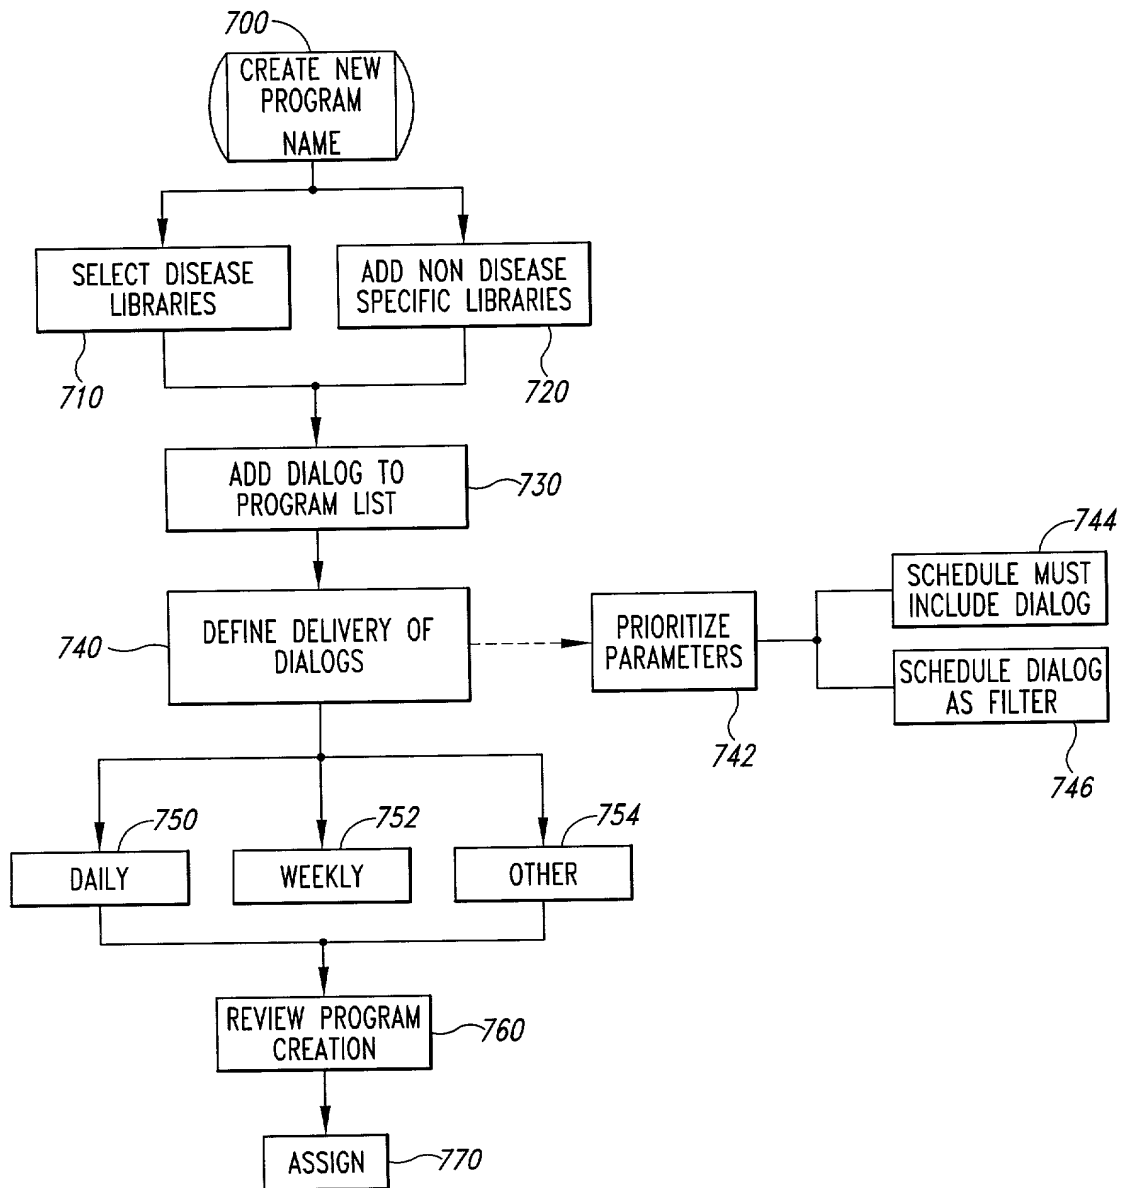 700
CREATE NEW
PROGRAM
NAME
SELECT DISEASE
LIBRARIES
710
ADD NON DISEASE
SPECIFIC LIBRARIES
720
ADD DIALOG TO
PROGRAM LIST
730
740
DEFINE DELIVERY OF
DIALOGS
PRIORITIZE
PARAMETERS
742
744
SCHEDULE MUST
INCLUDE DIALOG
SCHEDULE DIALOG
AS FILTER
746
750
DAILY
752
WEEKLY
754
OTHER
REVIEW PROGRAM
CREATION
760
ASSIGN
770